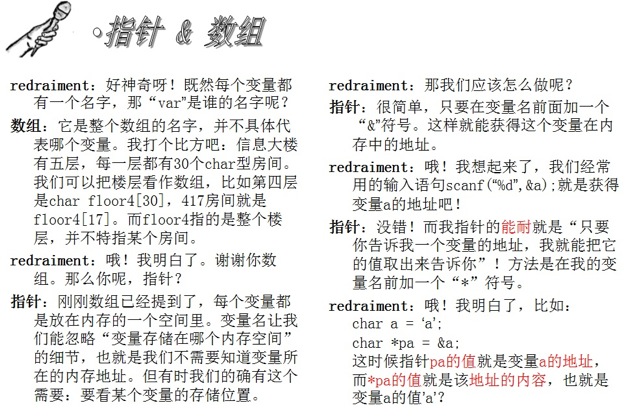 •指针 & 数组
redraiment：好神奇呀！既然每个变量都
有一个名字，那“var”是谁的名字呢？
数组：它是整个数组的名字，并不具体代
表哪个变量。我打个比方吧：信息大楼
有五层，每一层都有30个char型房间。
我们可以把楼层看作数组，比如第四层
是char floor4[30]，417房间就是
floor4[17]。而floor4指的是整个楼
层，并不特指某个房间。
redraiment：哦！我明白了。谢谢你数
组。那么你呢，指针？
指针：刚刚数组已经提到了，每个变量都
是放在内存的一个空间里。变量名让我
们能忽略“变量存储在哪个内存空间”
的细节，也就是我们不需要知道变量所
在的内存地址。但有时我们的确有这个
需要：要看某个变量的存储位置。
redraiment：那我们应该怎么做呢？
指针：很简单，只要在变量名前面加一个
“&”符号。这样就能获得这个变量在内
存中的地址。
redraiment：哦！我想起来了，我们经常
用的输入语句scanf(“%d”,&a);就是获得
变量a的地址吧！
指针：没错！而我指针的能耐就是“只要
你告诉我一个变量的地址，我就能把它
的值取出来告诉你”！方法是在我的变
量名前加一个“*”符号。
redraiment：哦！我明白了，比如：
char a = ‘a’;
char *pa = &a;
这时候指针pa的值就是变量a的地址，
而*pa的值就是该地址的内容，也就是
变量a的值’a’？